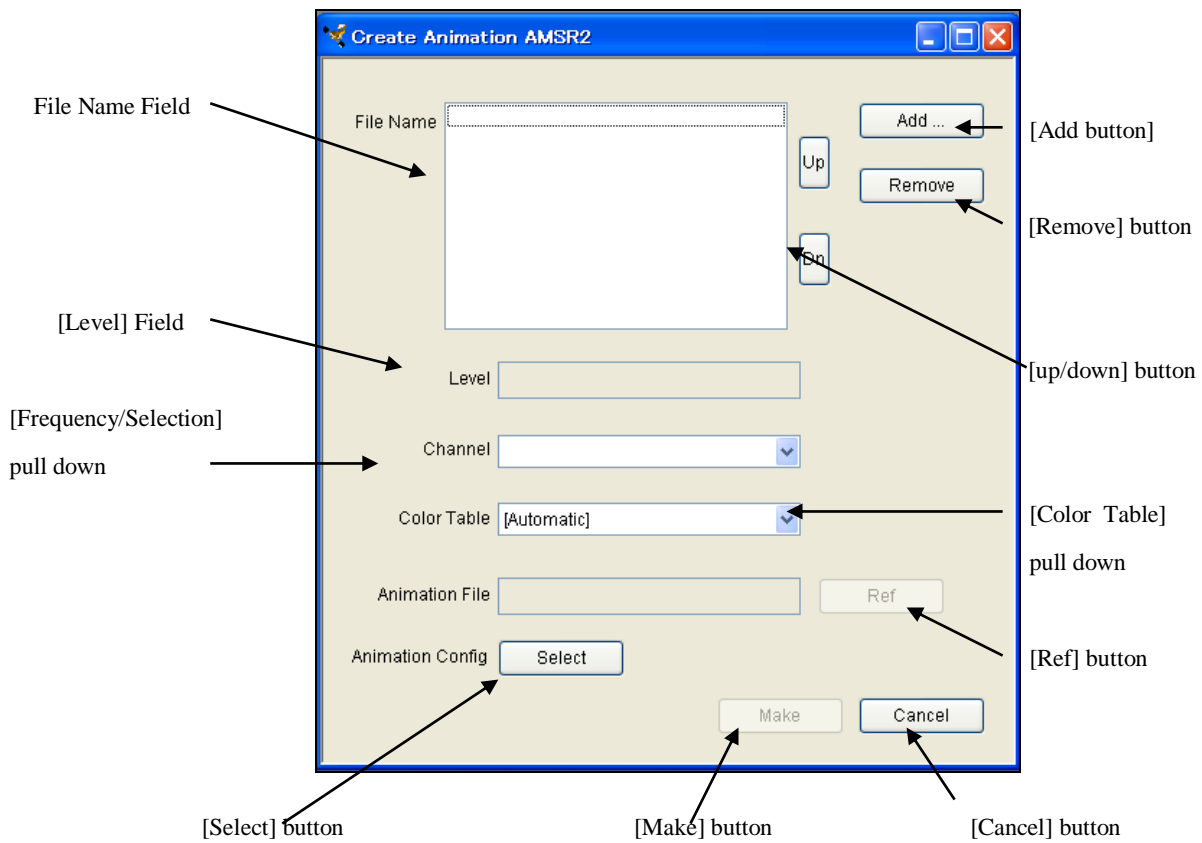 Create Animation AMSR2
File Name Field
File Name
Add ...
[Add button]
Up
Remove
[Remove] button
Dn
[Level] Field
Level
[up/down] button
[Frequency/Selection]
pull down
Channel
Color Table
[Automatic]
[Color Table]
pull down
Animation File
Ref
[Ref] button
Animation Config
Select
Make
Cancel
[Select] button
[Make] button
[Cancel] button